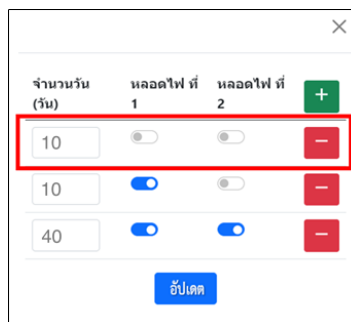 จำนวนวัน หลอดไฟ ที่ หลอดไฟ ที่
(วัน) 1 2
10
10
40
อัปเดต